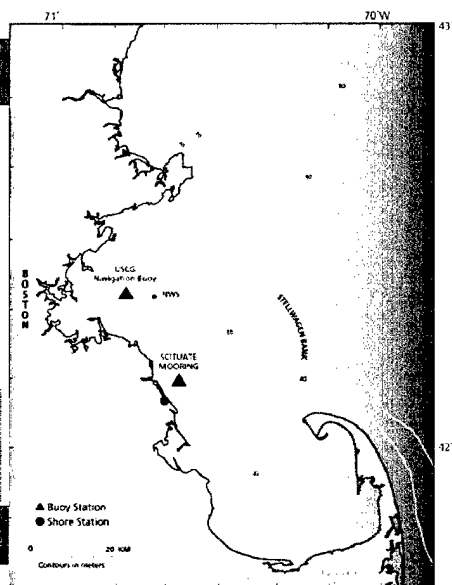 71°
70°W
43
BOSTON
USCG
Navigation Buoy
NWS
STELLWAGEN BANK
SCITUATE
MOORING
40
42°
▲ Buoy Station
● Shore Station
0 20 KM
Contours in meters